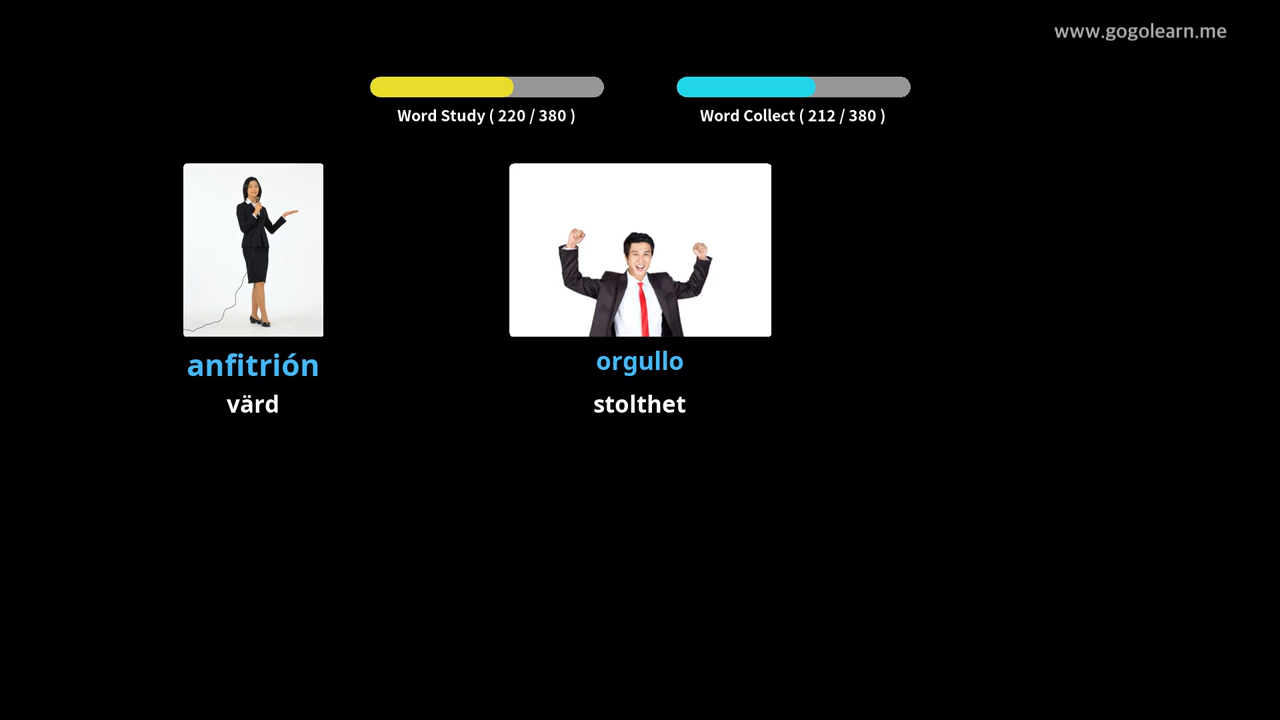 www.gogolearn.me
Word Study ( 220 / 380 )
Word Collect ( 212 / 380 )
anfitrión
värd
orgullo
stolthet